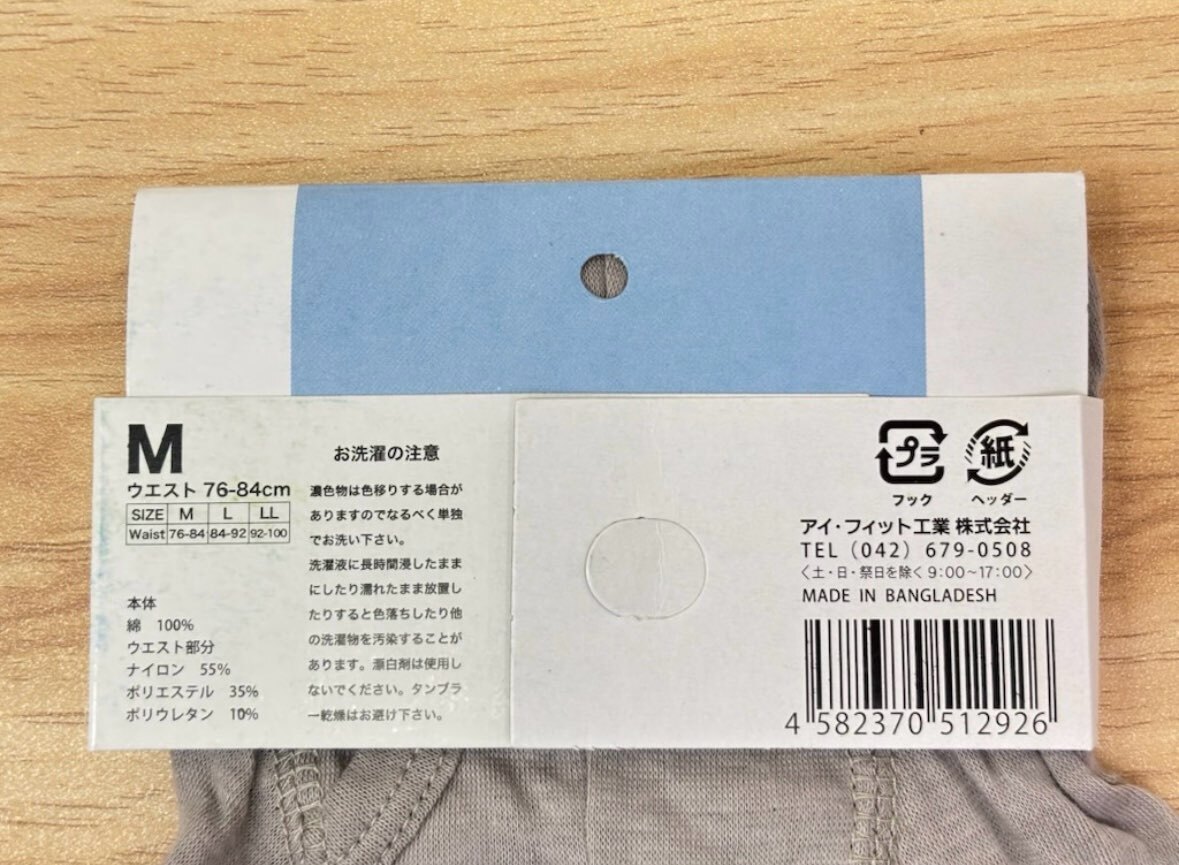 M
ウエスト 76-84cm
SIZE M L LL
Waist 76-84 84-92 92-100
本体
綿 100%
ウエスト部分
ナイロン 55%
ポリエステル 35%
ポリウレタン 10%
お洗濯の注意
濃色物は色移りする場合が
ありますのでなるべく単独
でお洗い下さい。
洗濯液に長時間浸したまま
にしたり濡れたまま放置し
たりすると色落ちしたり他
の洗濯物を汚染することが
あります。漂白剤は使用し
ないでください。タンブラ
ー乾燥はお避け下さい。
プラ 紙
フック ヘッダー
アイ・フィット工業 株式会社
TEL (042) 679-0508
〈土・日・祭日を除く 9:00~17:00〉
MADE IN BANGLADESH
4 582370 512926